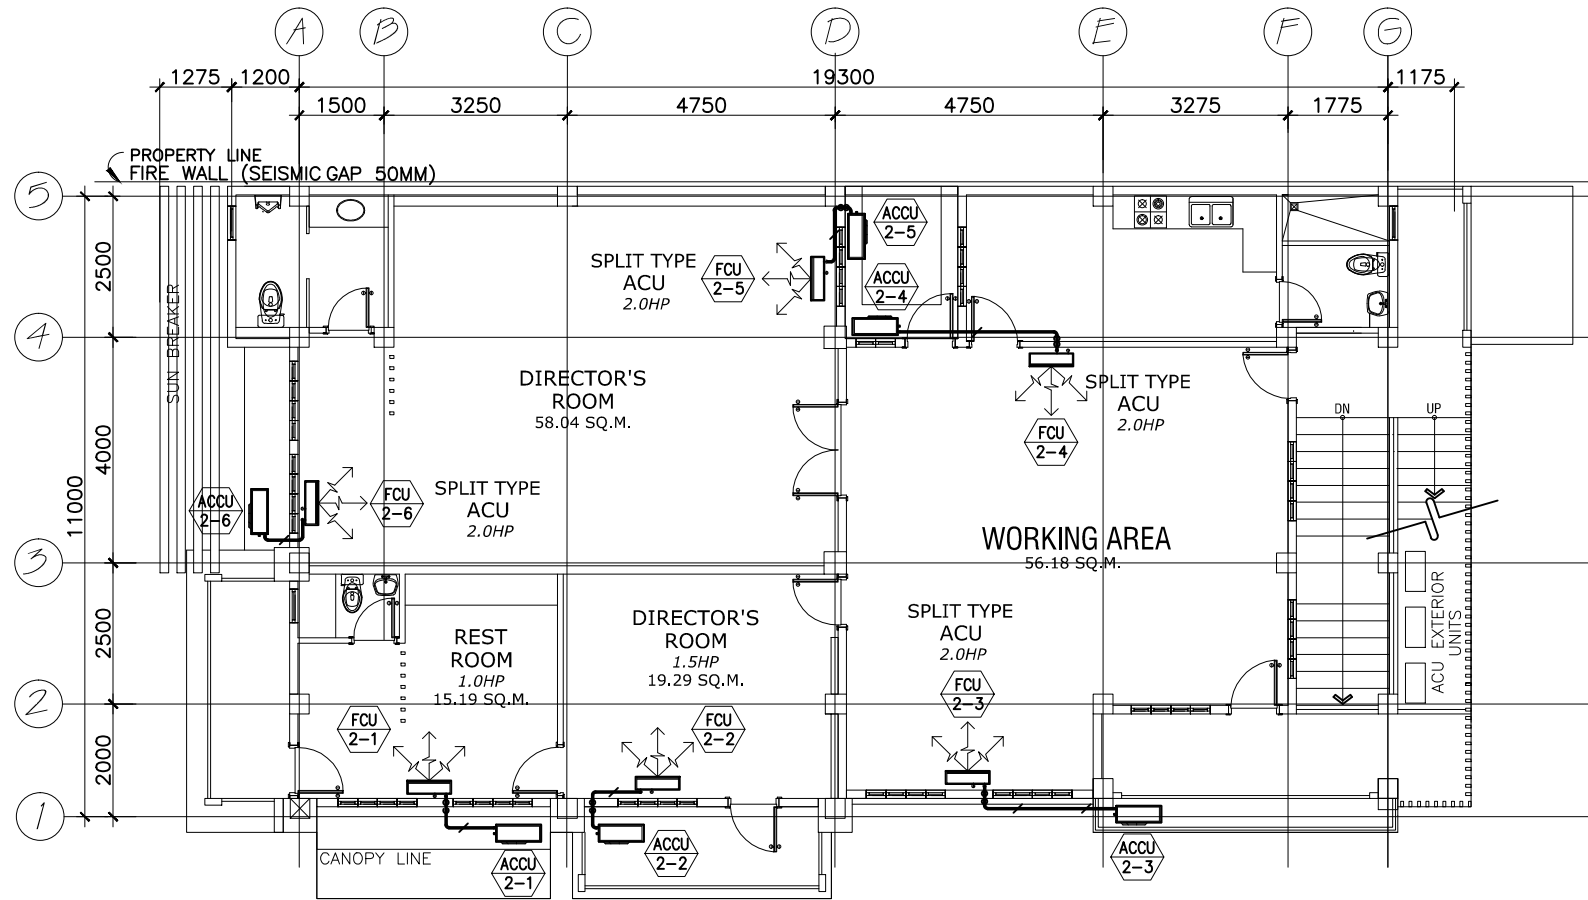 A
B
C
D
E
F
G
1275
1200
19300
1175
1500
3250
4750
4750
3275
1775
PROPERTY LINE
FIRE WALL (SEISMIC GAP 50MM)
5
4
3
2
1
2500
4000
11000
2500
2000
SUN BREAKER
SPLIT TYPE
ACU
2.0HP
FCU
2-5
ACCU
2-5
ACCU
2-4
DIRECTOR'S
ROOM
58.04 SQ.M.
SPLIT TYPE
ACU
2.0HP
FCU
2-4
DN
UP
ACCU
2-6
FCU
2-6
SPLIT TYPE
ACU
2.0HP
WORKING AREA
56.18 SQ.M.
REST
ROOM
1.0HP
15.19 SQ.M.
DIRECTOR'S
ROOM
1.5HP
19.29 SQ.M.
SPLIT TYPE
ACU
2.0HP
ACU EXTERIOR
UNITS
FCU
2-1
FCU
2-2
FCU
2-3
CANOPY LINE
ACCU
2-1
ACCU
2-2
ACCU
2-3